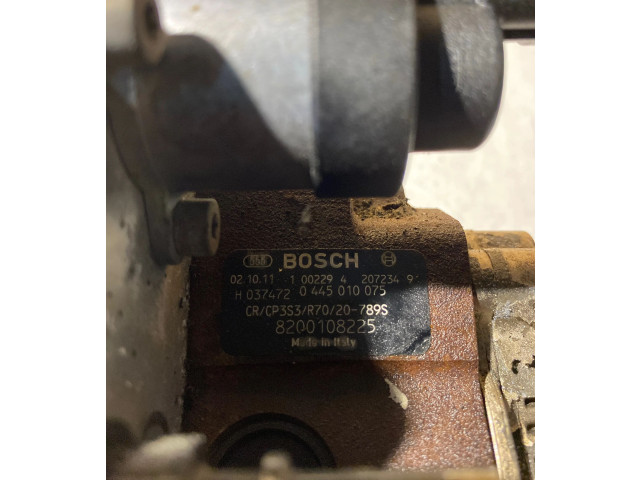 BOSCH
02.10.11 1 00229 4 207234 9
H 037472 0 445 010 075
CR/CP3S3/R70/20-789S
8200108225
Made in Italy